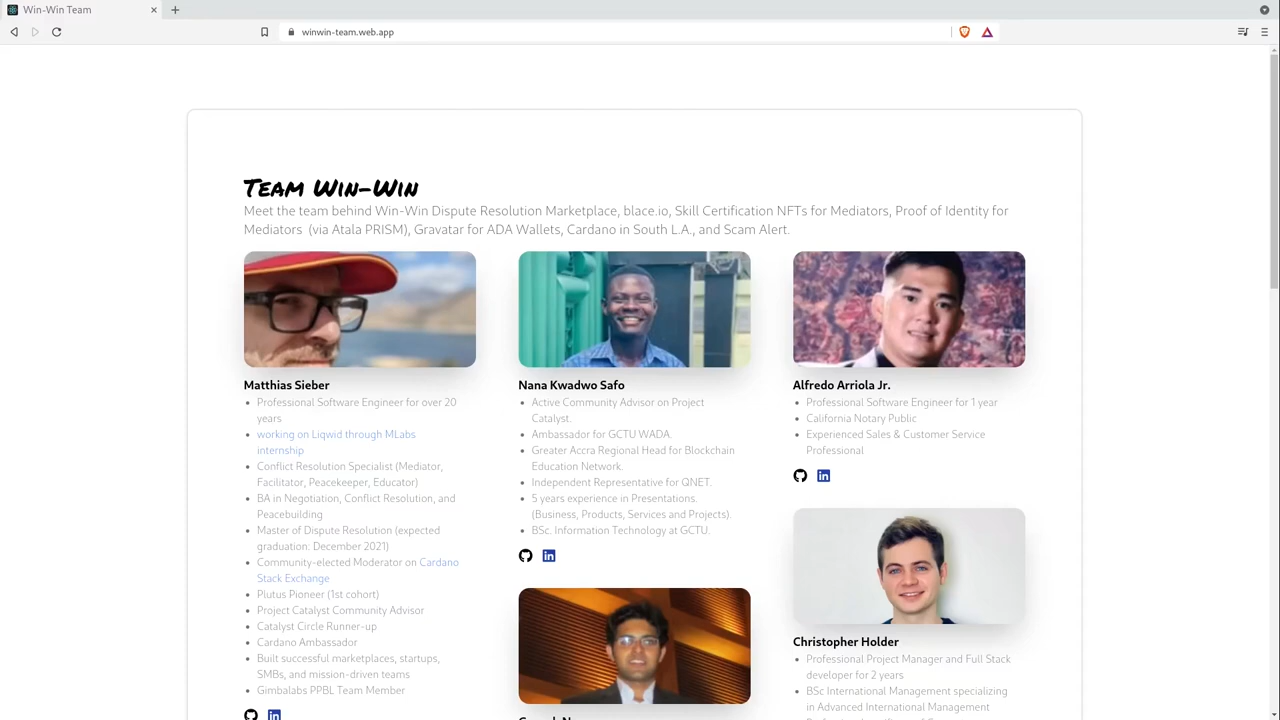 Win-Win Team
winwin-team.web.app
Team Win-Win
Meet the team behind Win-Win Dispute Resolution Marketplace, blace.io, Skill Certification NFTs for Mediators, Proof of Identity for
Mediators (via Atala PRISM), Gravatar for ADA Wallets, Cardano in South L.A., and Scam Alert.
Matthias Sieber
Professional Software Engineer for over 20
years
working on Liqwid through MLabs
internship
Conflict Resolution Specialist (Mediator,
Facilitator, Peacekeeper, Educator)
BA in Negotiation, Conflict Resolution, and
Peacebuilding
Master of Dispute Resolution (expected
graduation: December 2021)
Community-elected Moderator on Cardano
Stack Exchange
Plutus Pioneer (1st cohort)
Project Catalyst Community Advisor
Catalyst Circle Runner-up
Cardano Ambassador
Built successful marketplaces, startups,
SMBs, and mission-driven teams
Gimbalabs PPBL Team Member
Nana Kwadwo Safo
Active Community Advisor on Project
Catalyst.
Ambassador for GCTU WADA.
Greater Accra Regional Head for Blockchain
Education Network.
Independent Representative for QNET.
5 years experience in Presentations.
(Business, Products, Services and Projects).
BSc. Information Technology at GCTU.
Alfredo Arriola Jr.
Professional Software Engineer for 1 year
California Notary Public
Experienced Sales & Customer Service
Professional
Christopher Holder
Professional Project Manager and Full Stack
developer for 2 years
BSc International Management specializing
in Advanced International Management